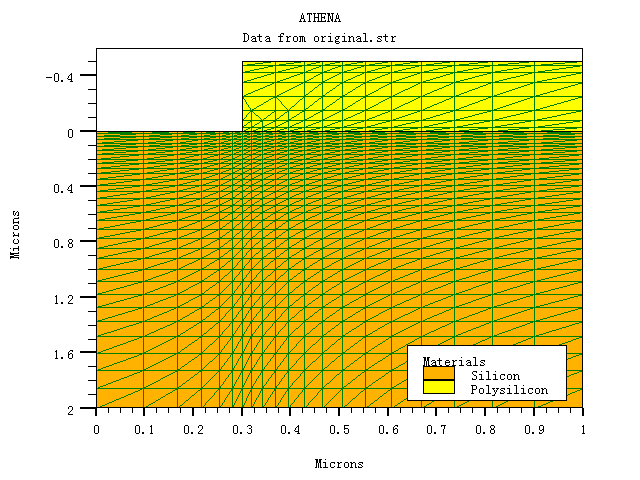 ATHENA
Data from original.str
-0.4
0
0.4
0.8
1.2
1.6
2
Microns
Materials
Silicon
Polysilicon
0 0.1 0.2 0.3 0.4 0.5 0.6 0.7 0.8 0.9 1
Microns